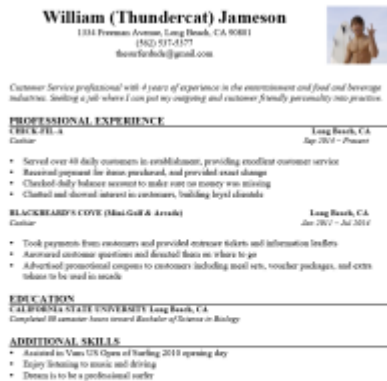 William (Thundercat) Jameson
1334 Freeman Avenue, Long Beach, CA 90801
(562) 537-5377
thesurferdude@gmail.com
Customer Service professional with 4 years of experience in the entertainment and food and beverage
industries. Seeking a job where I can put my outgoing and customer friendly personality into practice.
PROFESSIONAL EXPERIENCE
CHICK-FIL-A Long Beach, CA
Cashier Sep 2014 – Present
• Served over 40 daily customers in establishment, providing excellent customer service
• Received payment for items purchased, and provided exact change
• Checked daily balance account to make sure no money was missing
• Chatted and showed interest in customers, building loyal clientele
BLACKBEARD'S COVE (Mini-Golf & Arcade) Long Beach, CA
Cashier Jan 2011 – Jul 2014
• Took payments from customers and provided entrance tickets and information leaflets
• Answered customer questions and directed them on where to go
• Advertised promotional coupons to customers including meal sets, voucher packages, and extra
tokens to be used in arcade
EDUCATION
CALIFORNIA STATE UNIVERSITY Long Beach, CA
Completed 88 semester hours toward Bachelor of Science in Biology
ADDITIONAL SKILLS
• Assisted in Vans US Open of Surfing 2010 opening day
• Enjoy listening to music and driving
• Dream is to be a professional surfer